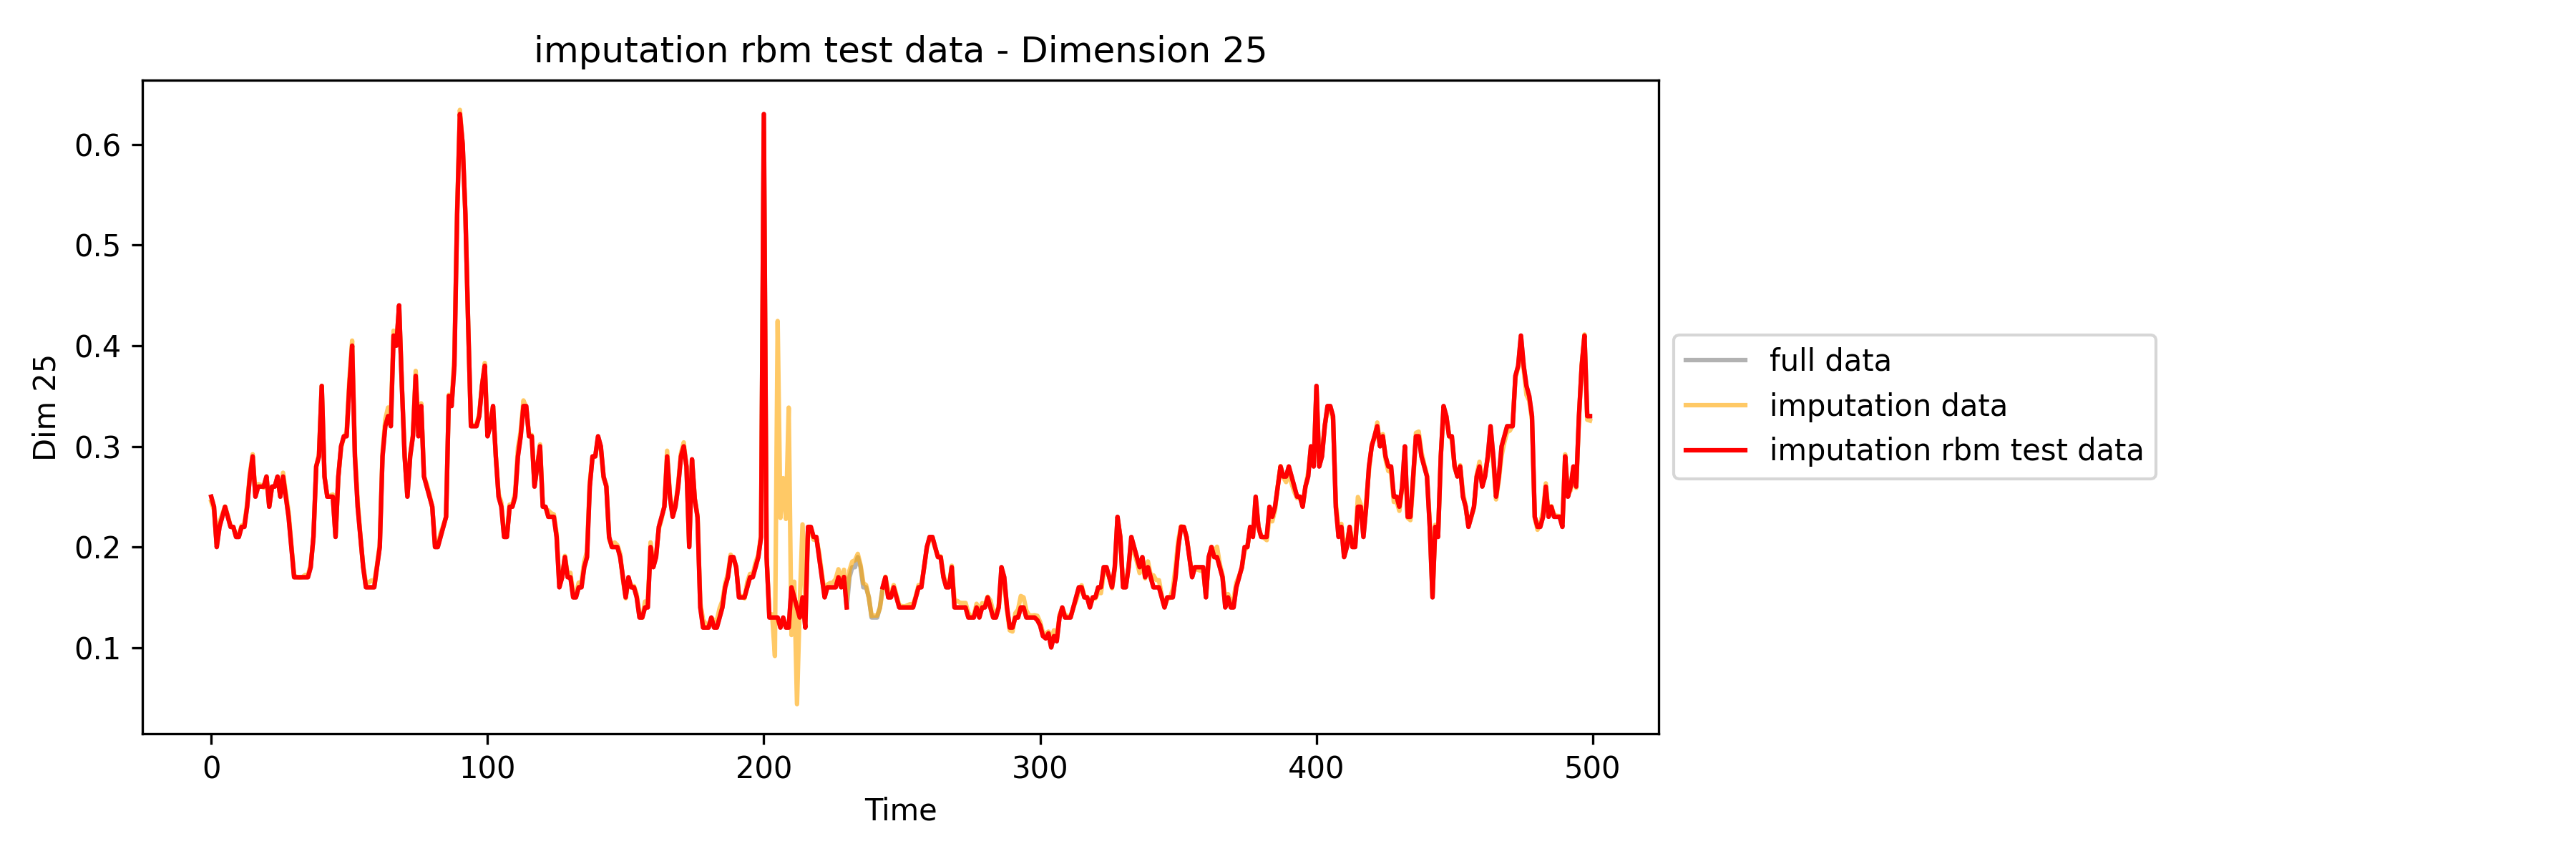 imputation rbm test data - Dimension 25
0.6
0.5
0.4
0.3
0.2
0.1
Dim 25
0 100 200 300 400 500
Time
full data
imputation data
imputation rbm test data